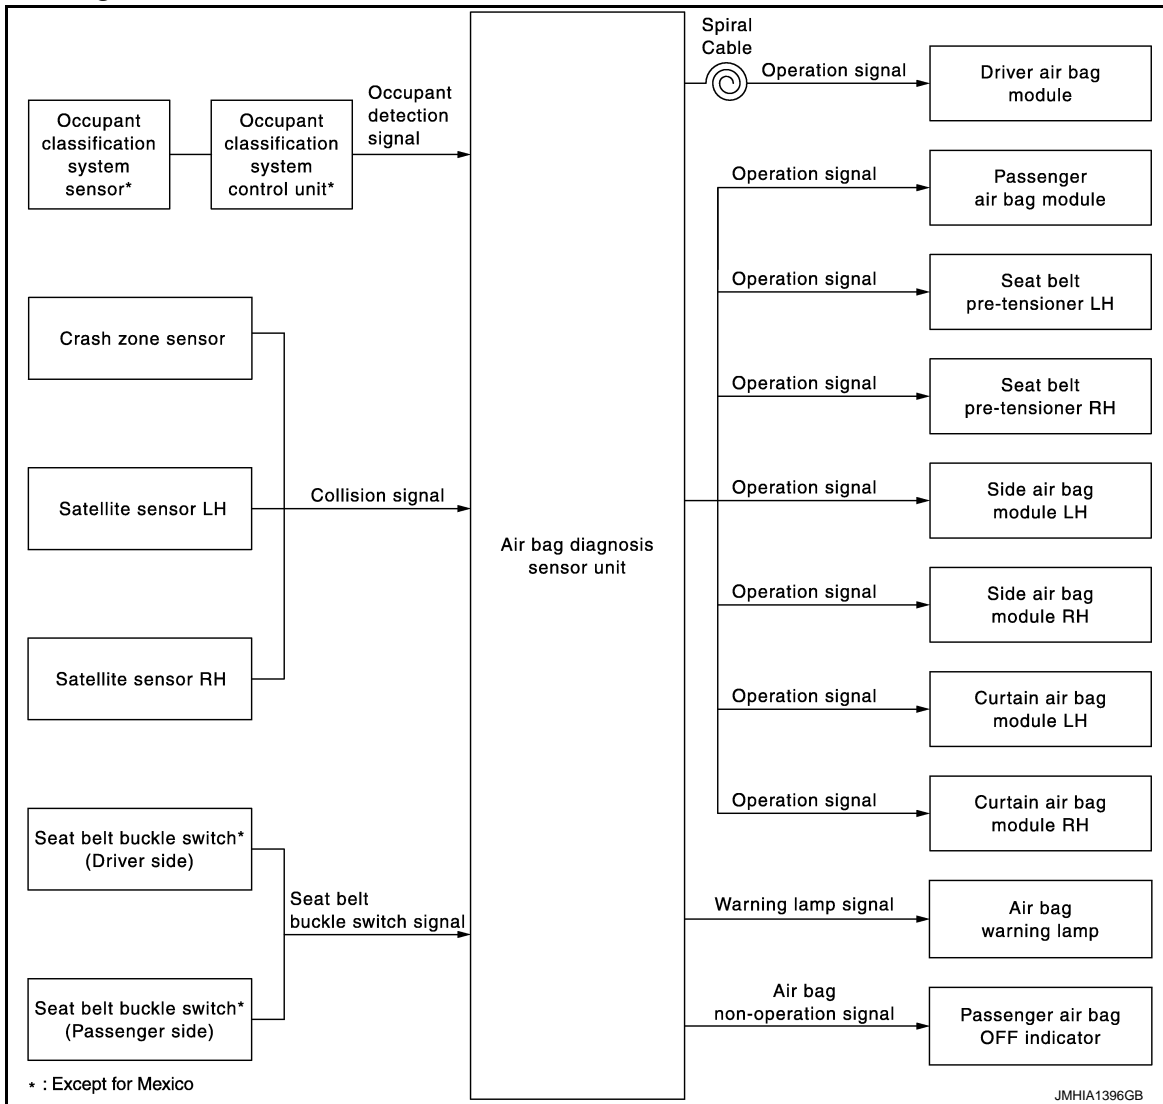 Spiral
Cable
Operation signal
Driver air bag
module
Occupant
classification
system
sensor*
Occupant
classification
system
control unit*
Occupant
detection
signal
Operation signal
Passenger
air bag module
Operation signal
Seat belt
pre-tensioner LH
Crash zone sensor
Operation signal
Seat belt
pre-tensioner RH
Satellite sensor LH
Collision signal
Operation signal
Side air bag
module LH
Air bag diagnosis
sensor unit
Operation signal
Side air bag
module RH
Satellite sensor RH
Operation signal
Curtain air bag
module LH
Operation signal
Curtain air bag
module RH
Seat belt buckle switch*
(Driver side)
Seat belt
buckle switch signal
Warning lamp signal
Air bag
warning lamp
Seat belt buckle switch*
(Passenger side)
Air bag
non-operation signal
Passenger air bag
OFF indicator
* : Except for Mexico
JMHIA1396GB